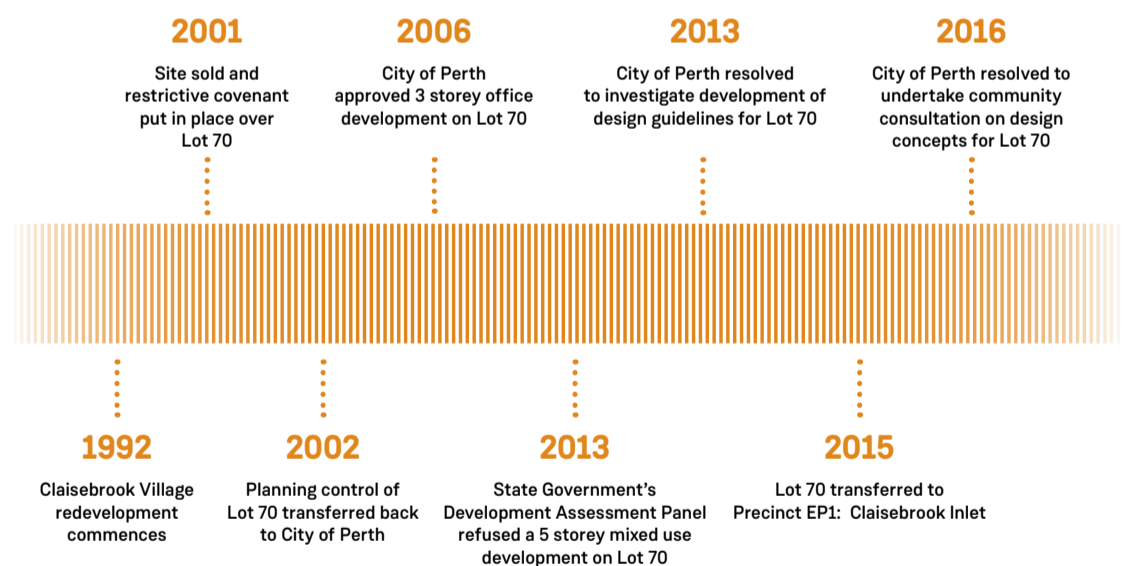 2001
Site sold and
restrictive covenant
put in place over
Lot 70
2006
City of Perth
approved 3 storey office
development on Lot 70
2013
City of Perth resolved
to investigate development of
design guidelines for Lot 70
2016
City of Perth resolved to
undertake community
consultation on design
concepts for Lot 70
1992
Claisebrook Village
redevelopment
commences
2002
Planning control of
Lot 70 transferred back
to City of Perth
2013
State Government's
Development Assessment Panel
refused a 5 storey mixed use
development on Lot 70
2015
Lot 70 transferred to
Precinct EP1: Claisebrook Inlet